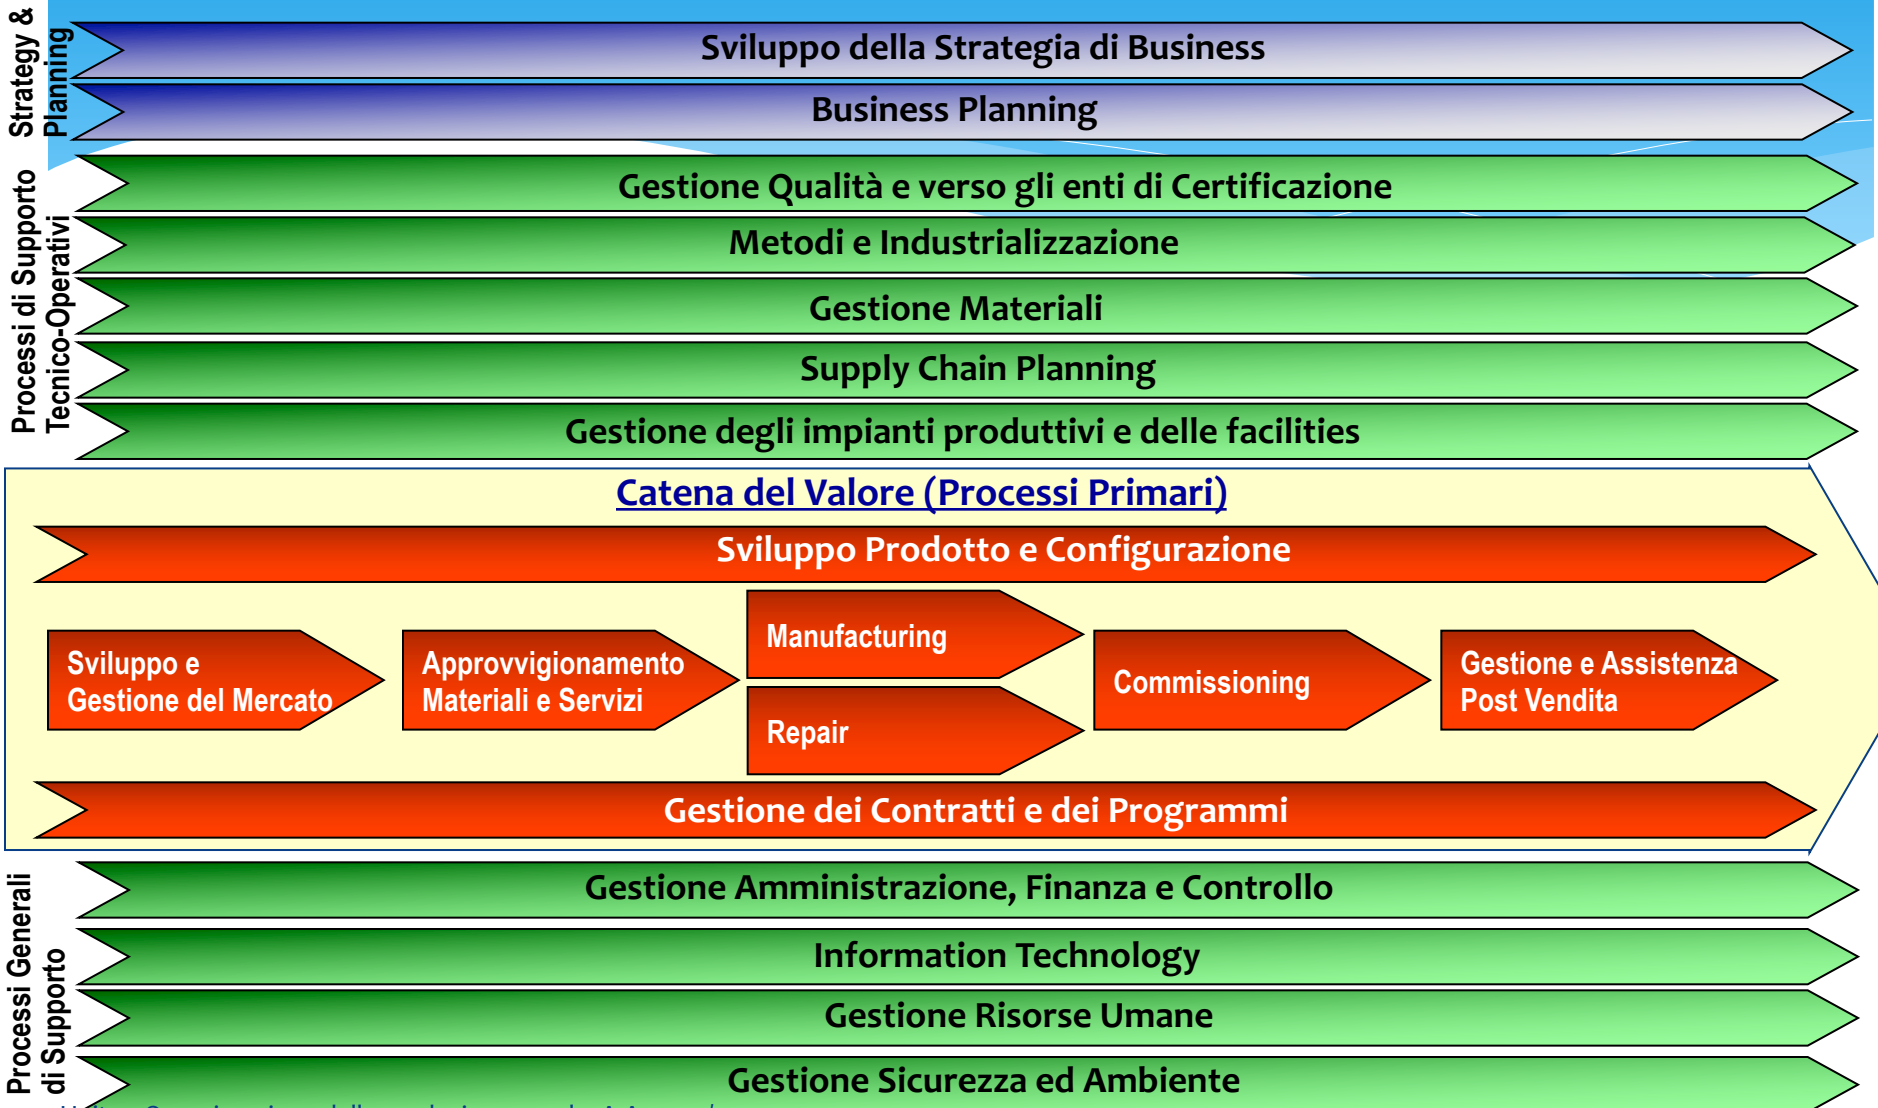 Strategy &
Planning
Sviluppo della Strategia di Business
Business Planning
Processi di Supporto
Tecnico-Operativi
Gestione Qualità e verso gli enti di Certificazione
Metodi e Industrializzazione
Gestione Materiali
Supply Chain Planning
Gestione degli impianti produttivi e delle facilities
Catena del Valore (Processi Primari)
Sviluppo Prodotto e Configurazione
Sviluppo e
Gestione del Mercato
Approvvigionamento
Materiali e Servizi
Manufacturing
Repair
Commissioning
Gestione e Assistenza
Post Vendita
Gestione dei Contratti e dei Programmi
Processi Generali
di Supporto
Gestione Amministrazione, Finanza e Controllo
Information Technology
Gestione Risorse Umane
Gestione Sicurezza ed Ambiente